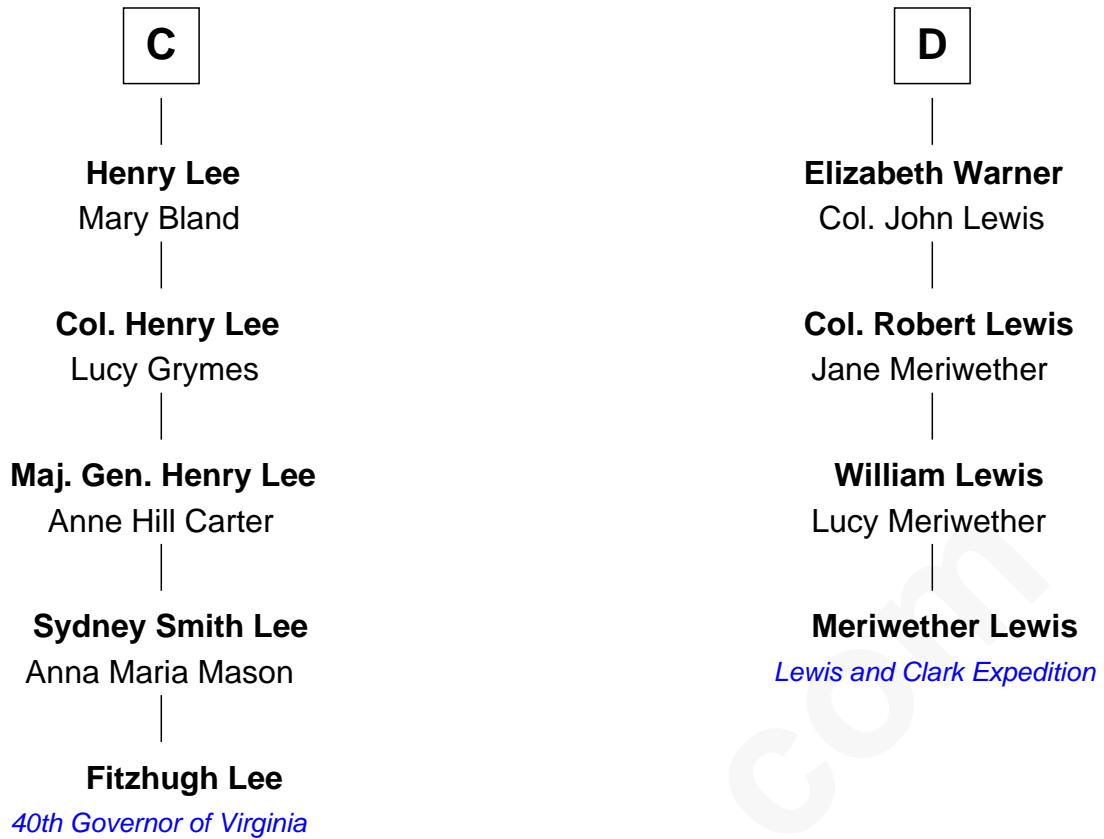 C
Henry Lee
Mary Bland
Col. Henry Lee
Lucy Grymes
Maj. Gen. Henry Lee
Anne Hill Carter
Sydney Smith Lee
Anna Maria Mason
Fitzhugh Lee
40th Governor of Virginia
D
Elizabeth Warner
Col. John Lewis
Col. Robert Lewis
Jane Meriwether
William Lewis
Lucy Meriwether
Meriwether Lewis
Lewis and Clark Expedition
com